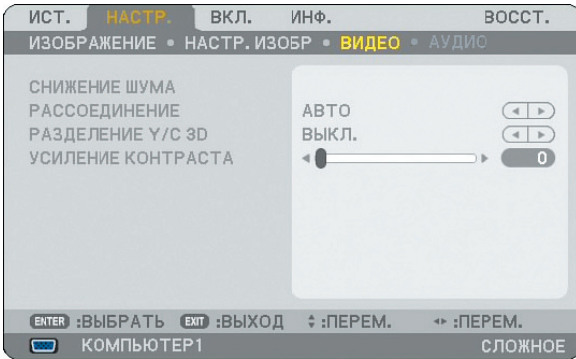 ИСТ. НАСТР. ВКЛ. ИНФ. ВОССТ.
ИЗОБРАЖЕНИЕ • НАСТР. ИЗОБР • ВИДЕО • АУДИО
СНИЖЕНИЕ ШУМА
РАССОЕДИНЕНИЕ АВТО
РАЗДЕЛЕНИЕ Y/C 3D ВЫКЛ.
УСИЛЕНИЕ КОНТРАСТА 0
ENTER :ВЫБРАТЬ EXIT :ВЫХОД :ПЕРЕМ. :ПЕРЕМ.
КОМПЬЮТЕР1 СЛОЖНОЕ